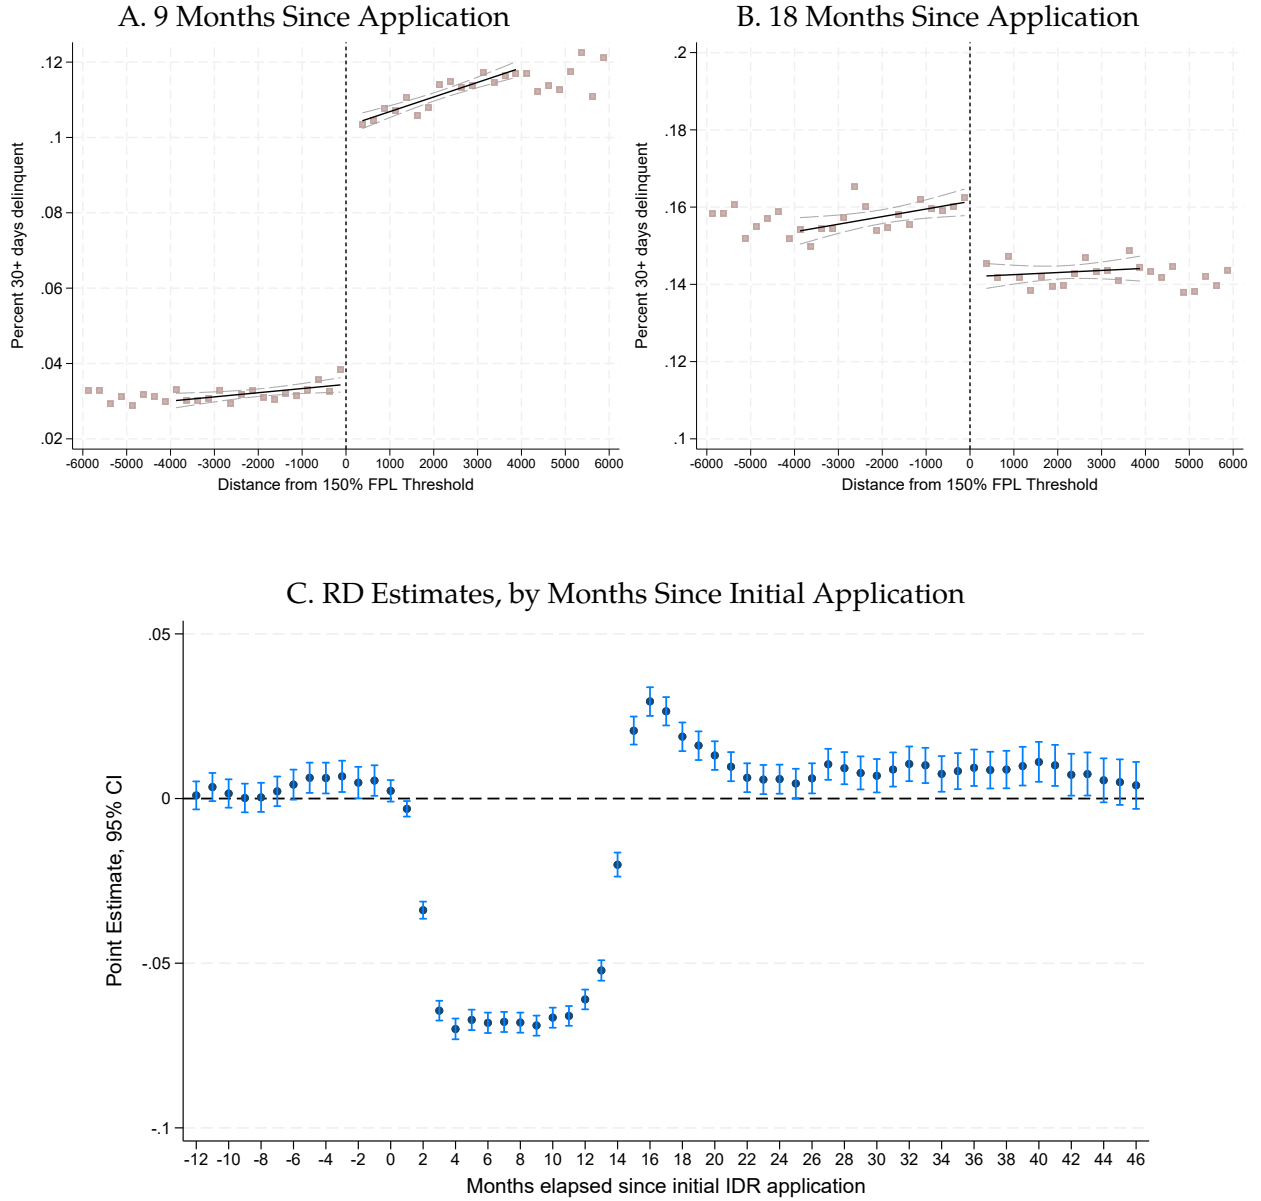 A. 9 Months Since Application
B. 18 Months Since Application
Percent 30+ days delinquent
.12
.1
.08
.06
.04
.02
-6000 -5000 -4000 -3000 -2000 -1000 0 1000 2000 3000 4000 5000 6000
Distance from 150% FPL Threshold
Percent 30+ days delinquent
.2
.18
.16
.14
.12
.1
-6000 -5000 -4000 -3000 -2000 -1000 0 1000 2000 3000 4000 5000 6000
Distance from 150% FPL Threshold
C. RD Estimates, by Months Since Initial Application
Point Estimate, 95% CI
.05
0
-.05
-.1
-12 -10 -8 -6 -4 -2 0 2 4 6 8 10 12 14 16 18 20 22 24 26 28 30 32 34 36 38 40 42 44 46
Months elapsed since initial IDR application